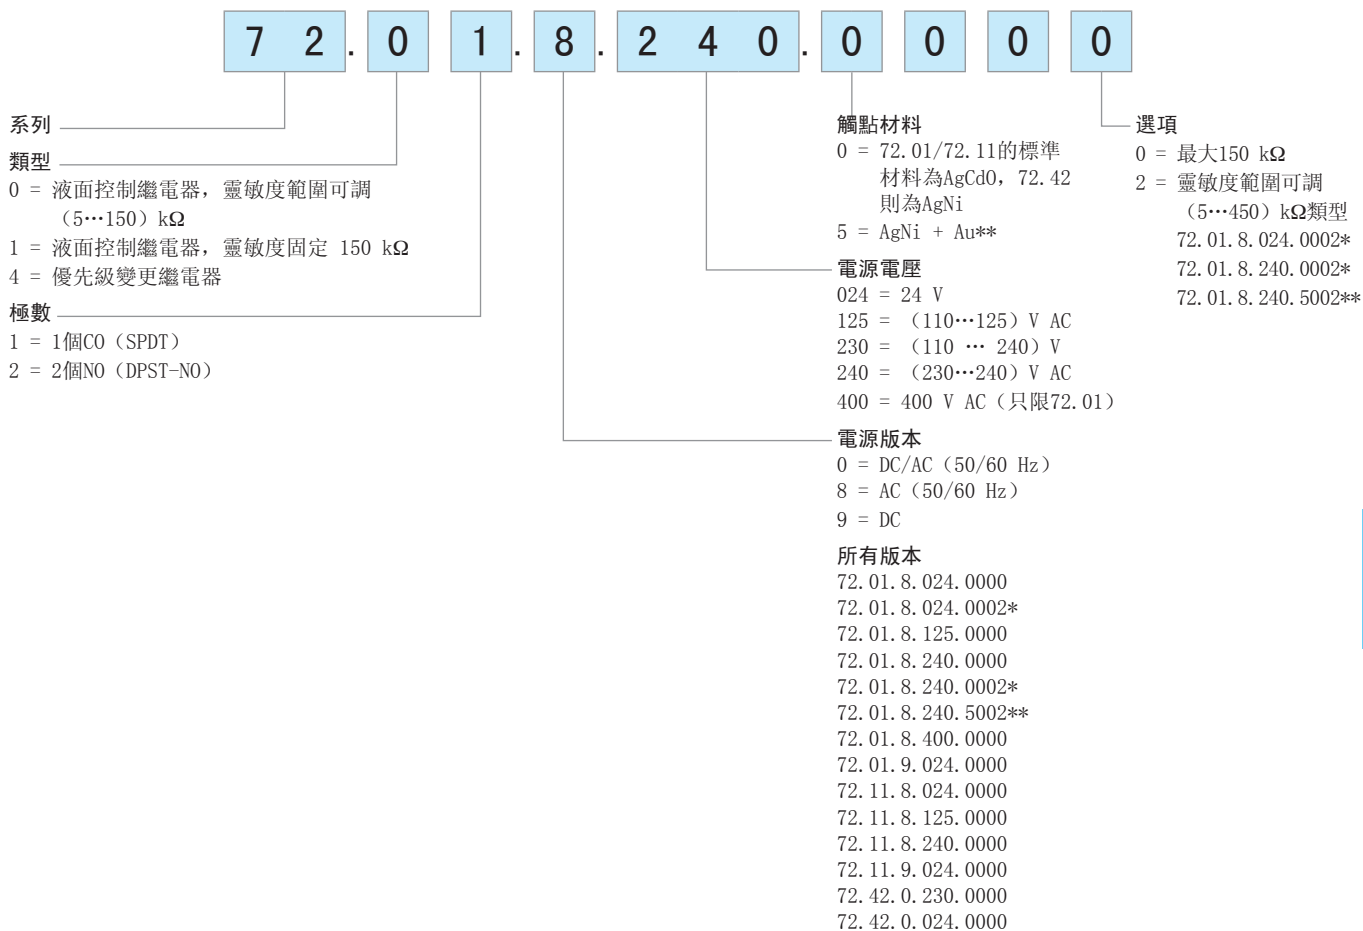 72.01.8.240.0000
系列
類型
0 = 液面控制繼電器，靈敏度範圍可調
（5···150）kΩ
1 = 液面控制繼電器，靈敏度固定 150 kΩ
4 = 優先級變更繼電器
極數
1 = 1個CO（SPDT）
2 = 2個NO（DPST-NO）
觸點材料
0 = 72.01/72.11的標準
材料為AgCdO，72.42
則為AgNi
5 = AgNi + Au**
電源電壓
024 = 24 V
125 = （110···125）V AC
230 = （110 ··· 240）V
240 = （230···240）V AC
400 = 400 V AC（只限72.01）
電源版本
0 = DC/AC（50/60 Hz）
8 = AC（50/60 Hz）
9 = DC
所有版本
72.01.8.024.0000
72.01.8.024.0002*
72.01.8.125.0000
72.01.8.240.0000
72.01.8.240.0002*
72.01.8.240.5002**
72.01.8.400.0000
72.01.9.024.0000
72.11.8.024.0000
72.11.8.125.0000
72.11.8.240.0000
72.11.9.024.0000
72.42.0.230.0000
72.42.0.024.0000
選項
0 = 最大150 kΩ
2 = 靈敏度範圍可調
（5···450）kΩ類型
72.01.8.024.0002*
72.01.8.240.0002*
72.01.8.240.5002**